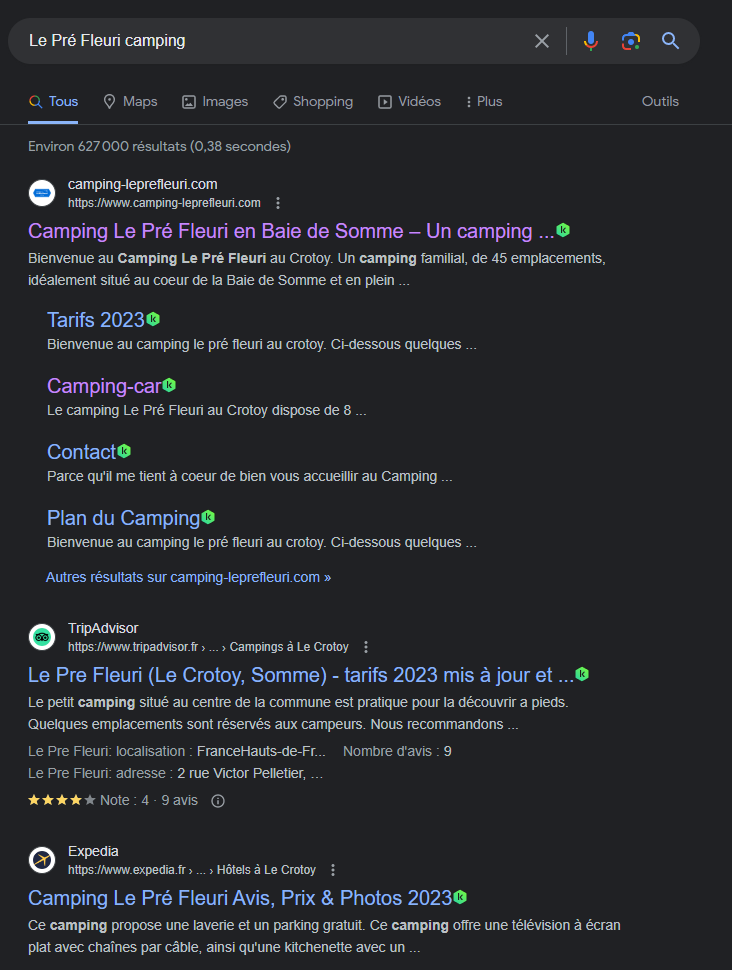 Le Pré Fleuri camping
Tous Maps Images Shopping Vidéos Plus Outils
Environ 627 000 résultats (0,38 secondes)
camping-leprefleuri.com
https://www.camping-leprefleuri.com
Camping Le Pré Fleuri en Baie de Somme – Un camping ...
Bienvenue au Camping Le Pré Fleuri au Crotoy. Un camping familial, de 45 emplacements,
idéalement situé au coeur de la Baie de Somme et en plein ...
Tarifs 2023
Bienvenue au camping le pré fleuri au crotoy. Ci-dessous quelques ...
Camping-car
Le camping Le Pré Fleuri au Crotoy dispose de 8 ...
Contact
Parce qu'il me tient à coeur de bien vous accueillir au Camping ...
Plan du Camping
Bienvenue au camping le pré fleuri au crotoy. Ci-dessous quelques ...
Autres résultats sur camping-leprefleuri.com »
TripAdvisor
https://www.tripadvisor.fr › ... › Campings à Le Crotoy
Le Pre Fleuri (Le Crotoy, Somme) - tarifs 2023 mis à jour et ...
Le petit camping situé au centre de la commune est pratique pour la découvrir a pieds.
Quelques emplacements sont réservés aux campeurs. Nous recommandons ...
Le Pre Fleuri: localisation : FranceHauts-de-Fr... Nombre d'avis : 9
Le Pre Fleuri: adresse : 2 rue Victor Pelletier, ...
Note : 4 · 9 avis
Expedia
https://www.expedia.fr › ... › Hôtels à Le Crotoy
Camping Le Pré Fleuri Avis, Prix & Photos 2023
Ce camping propose une laverie et un parking gratuit. Ce camping offre une télévision à écran
plat avec chaînes par câble, ainsi qu'une kitchenette avec un ...